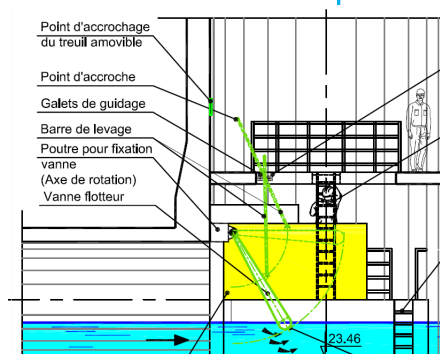 Point d'accrochage
du treuil amovible
Point d'accroche
Galets de guidage
Barre de levage
Poutre pour fixation
vanne
(Axe de rotation)
Vanne flotteur
23.46